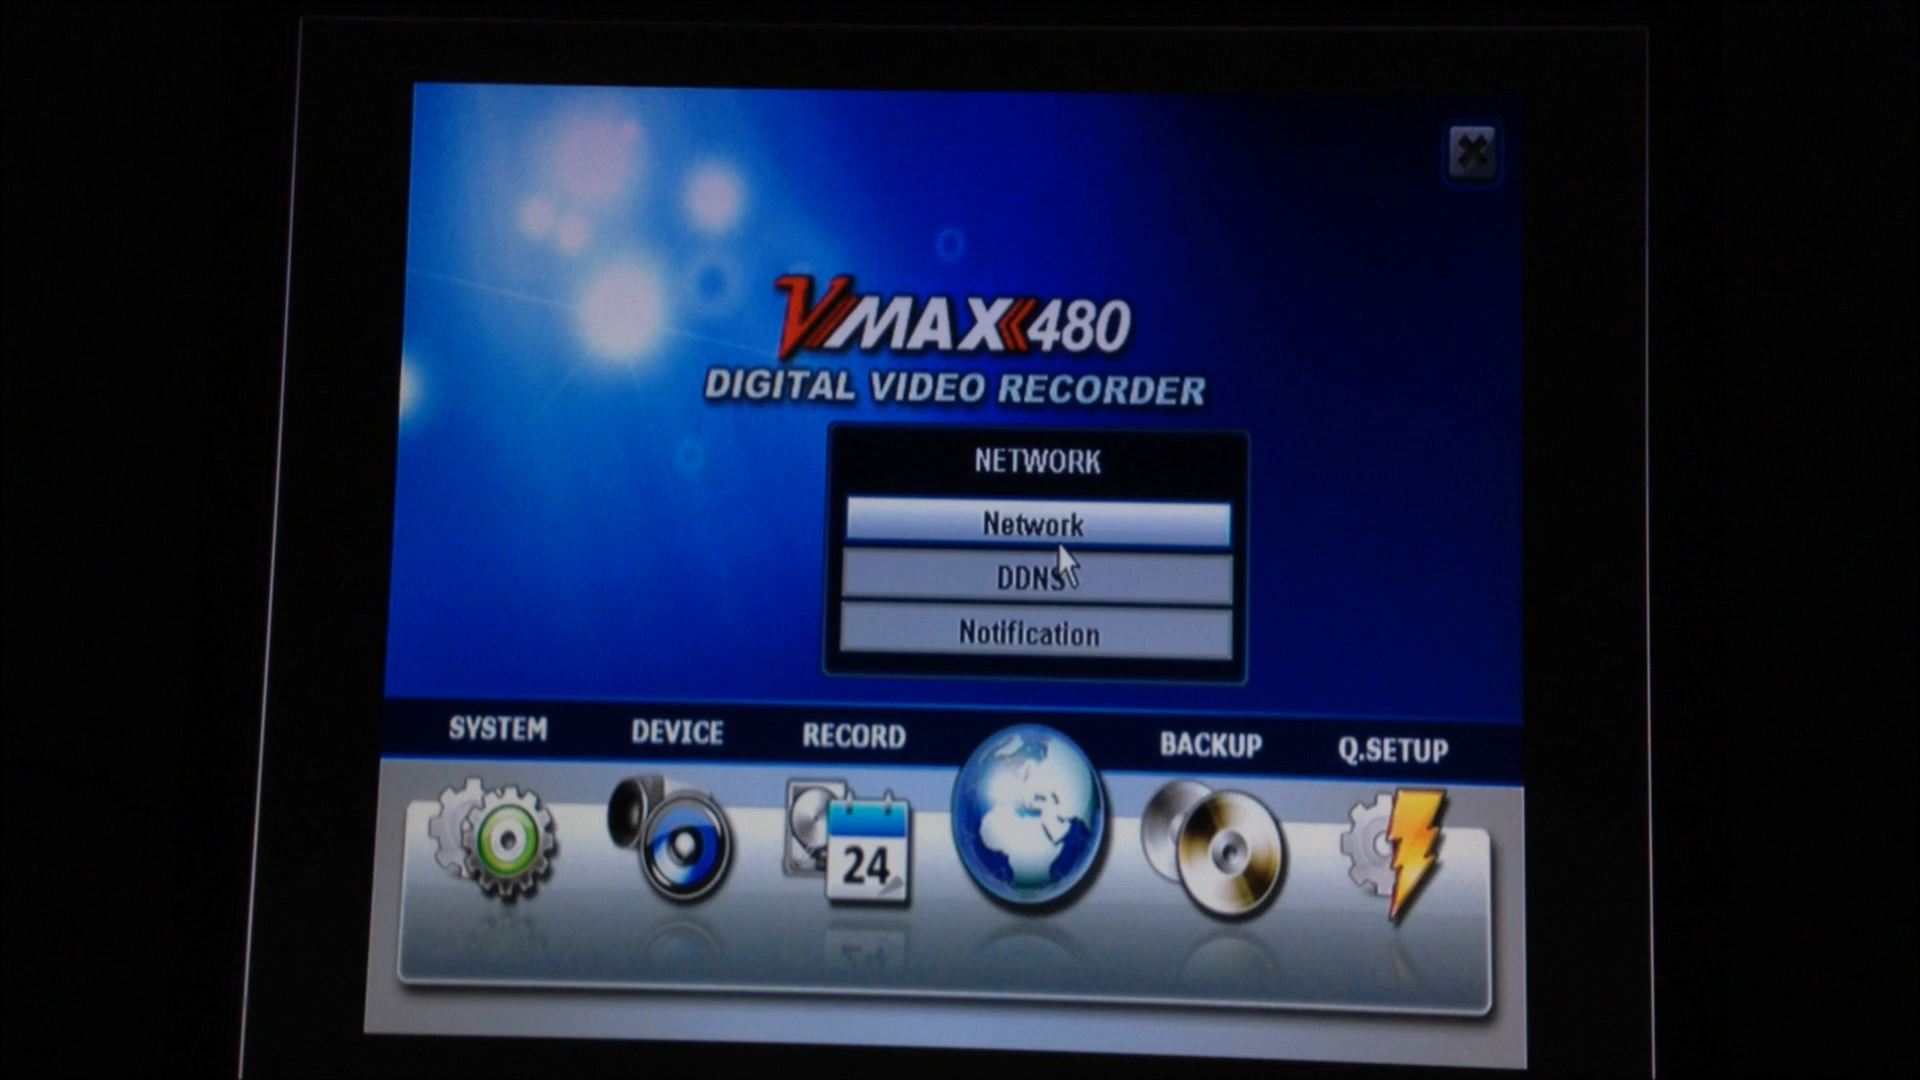 VMAX480
DIGITAL VIDEO RECORDER
NETWORK
Network
DDNS
Notification
SYSTEM
DEVICE
RECORD
BACKUP
Q.SETUP
24